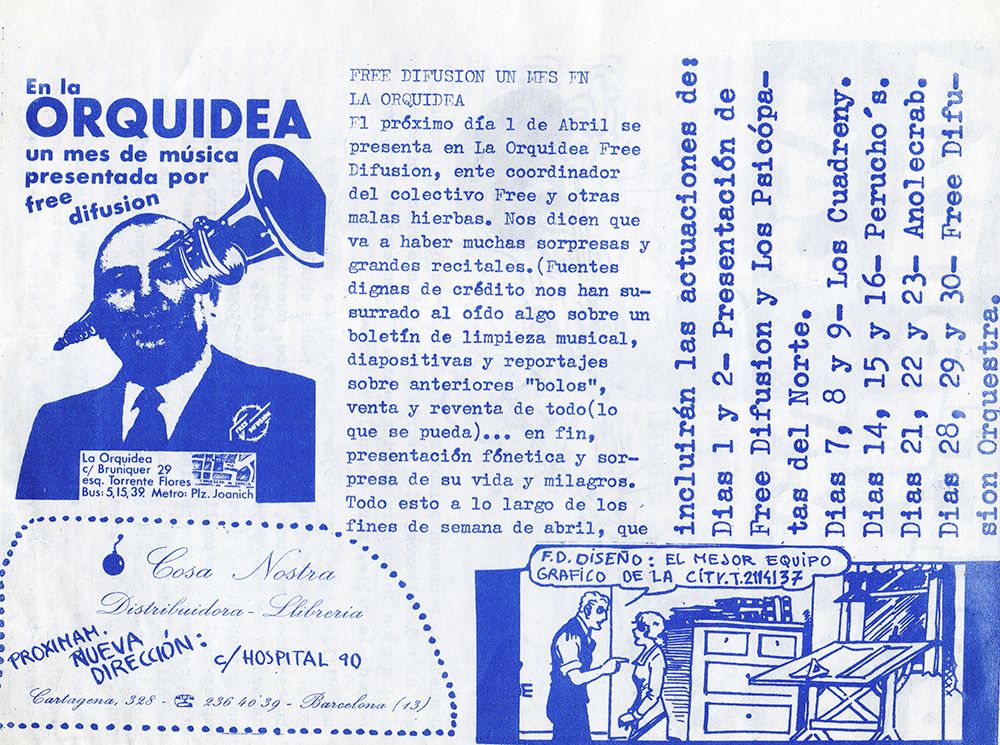 En la
ORQUIDEA
un mes de música
presentada por
free
difusion
La Orquidea
c/ Bruniquer 29
esq. Torrente Flores
Bus: 5,15,39. Metro: Plz. Joanich
FREE DIFUSION UN MES EN
LA ORQUIDEA
El próximo día 1 de Abril se
presenta en La Orquidea Free
Difusion, ente coordinador
del colectivo Free y otras
malas hierbas. Nos dicen que
va a haber muchas sorpresas y
grandes recitales.(Fuentes
dignas de crédito nos han su-
surrado al oído algo sobre un
boletín de limpieza musical,
diapositivas y reportajes
sobre anteriores "bolos",
venta y reventa de todo(lo
que se pueda)... en fin,
presentación fónetica y sor-
presa de su vida y milagros.
Todo esto a lo largo de los
fines de semana de abril, que
incluirán las actuaciones de:
Dias 1 y 2- Presentación de
Free Difusion y Los Psicópa-
tas del Norte.
Dias 7, 8 y 9- Los Cuadreny.
Dias 14, 15 y 16- Perucho´s.
Dias 21, 22 y 23- Anolecrab.
Dias 28, 29 y 30- Free Difu-
sión Orquestra.
Cosa Nostra
Distribuidora - Llibreria
PROXIMAM.
NUEVA
DIRECCIÓN:
c/ HOSPITAL 90
Cartagena, 328 - ☎ 236 40 39 - Barcelona (13)
F.D. DISEÑO: EL MEJOR EQUIPO
GRAFICO DE LA CITY. T. 2114137